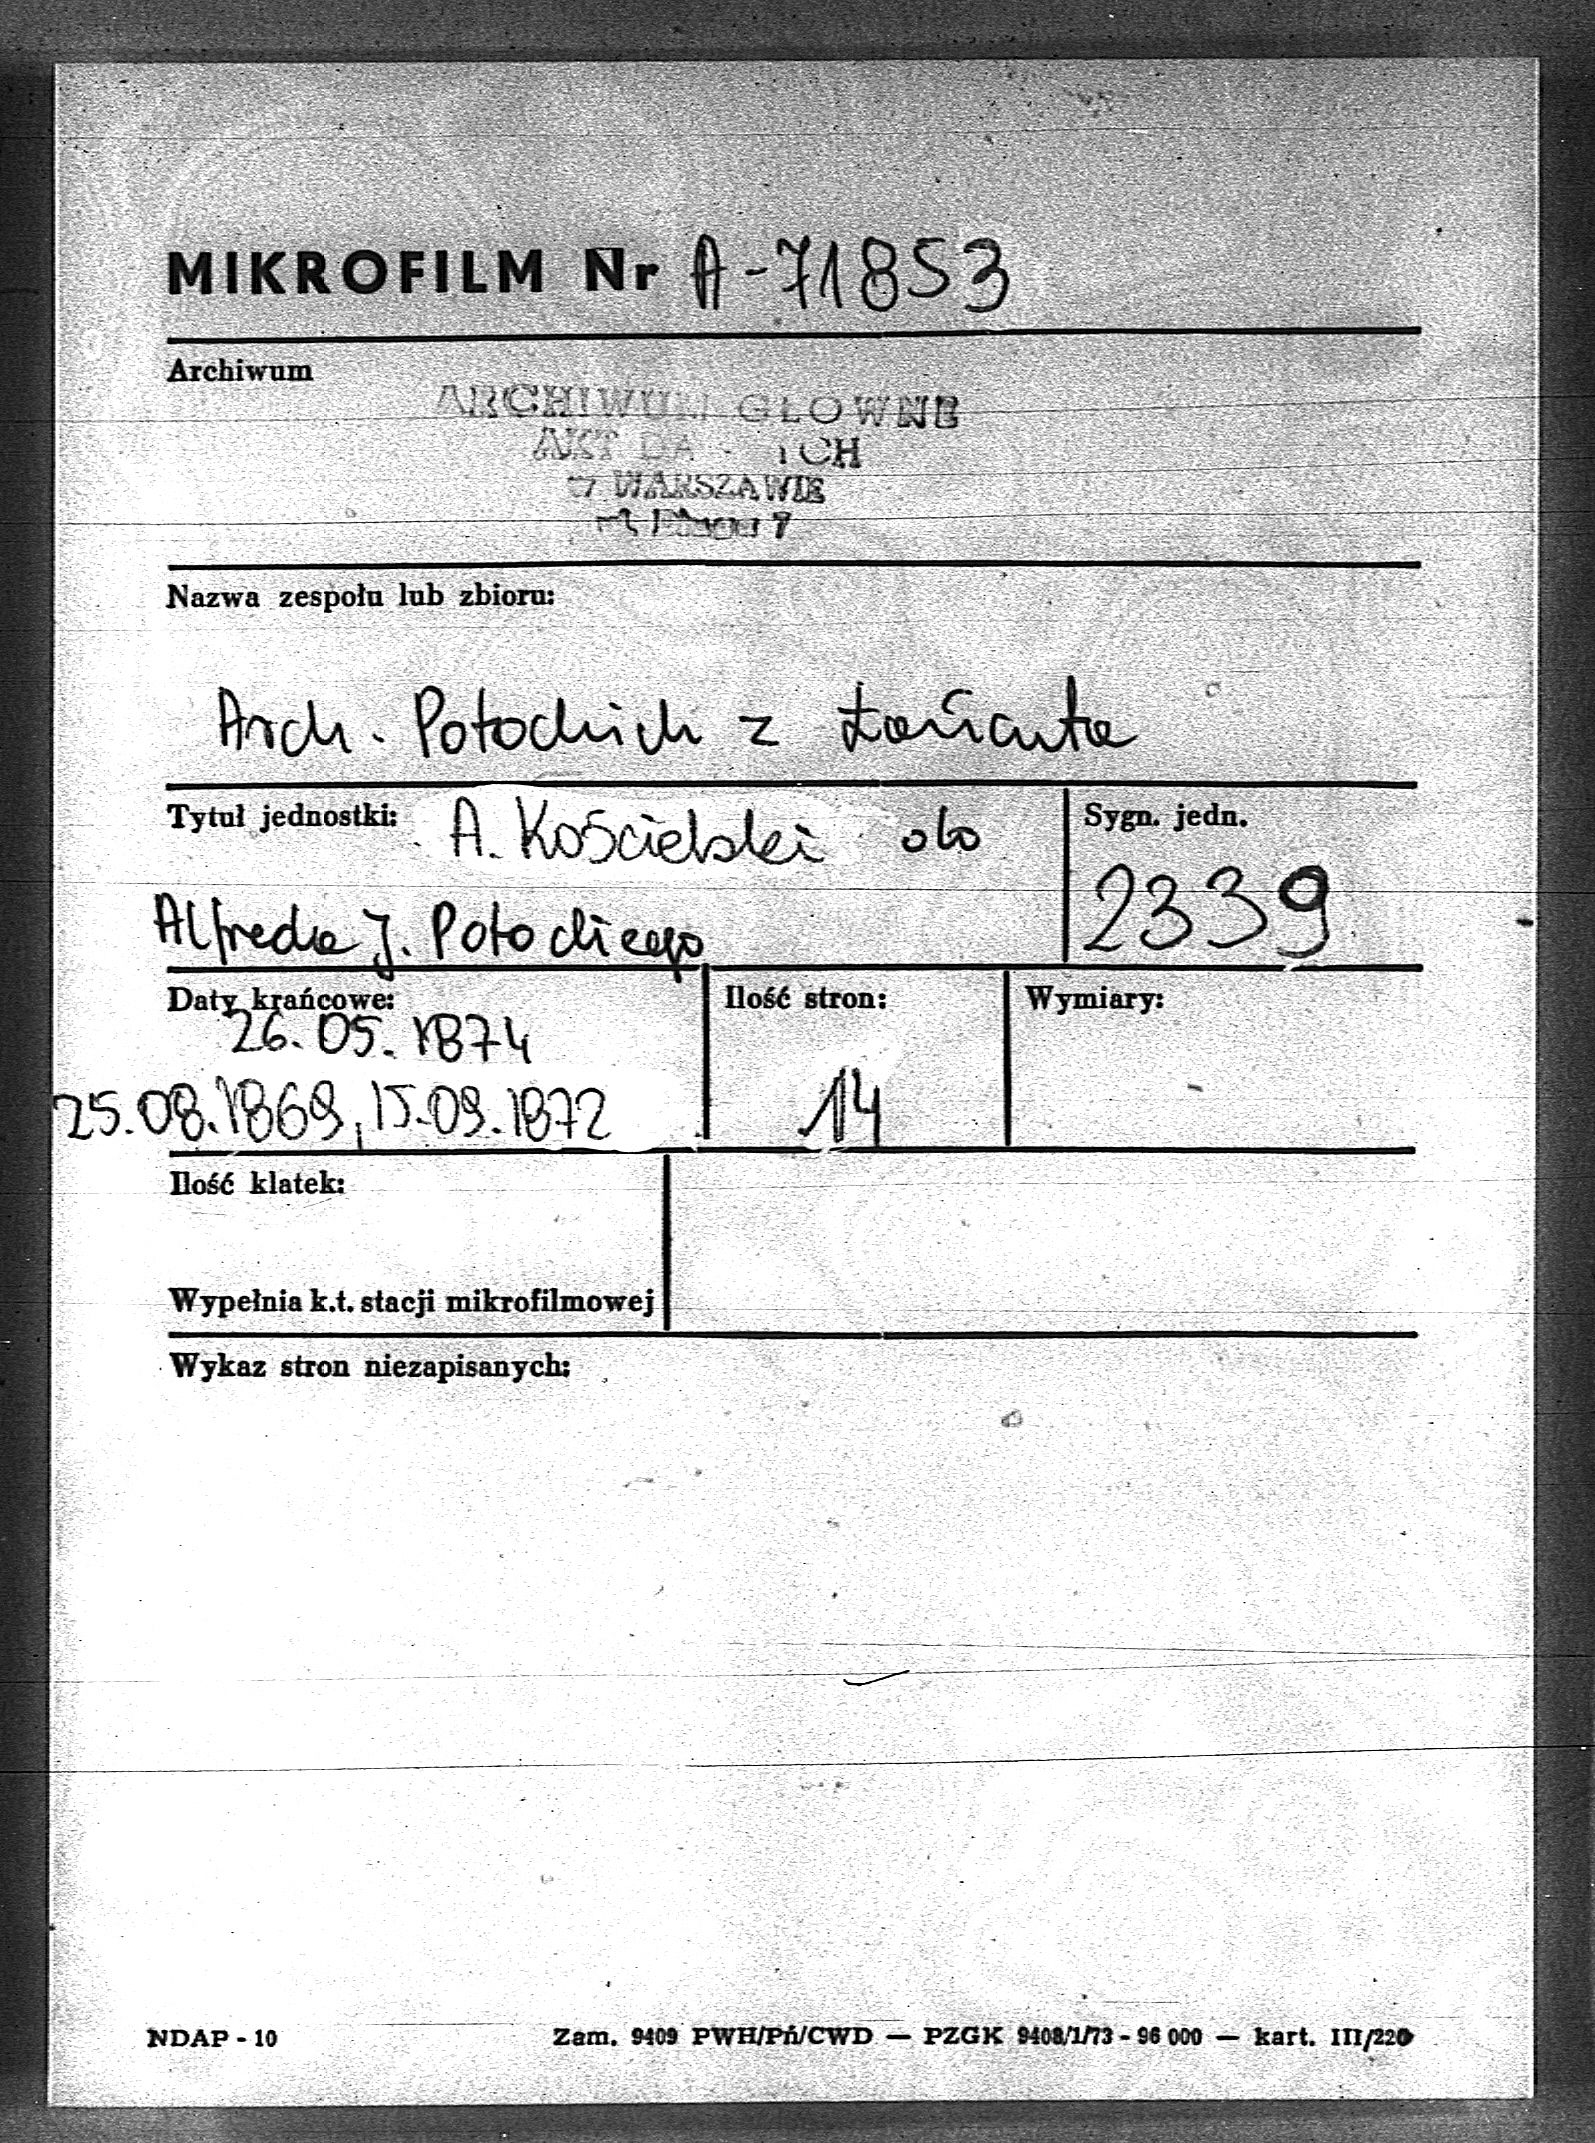 MIKROFILM Nr A-71853
Archiwum
ARCHIWUM GŁOWNE
AKT
WARSZAWIE
7
Nazwa zespołu lub zbioru:
Arch. Potockich z Łańcuta
Tytuł jednostki: A. Kościelski do
Sygn. jedn.
2339
Alfreda J. Potockiego
Daty krańcowe:
Ilość stron:
Wymiary:
26.05.1874
25.08.1869, 15.09.1872
14
-
Ilość klatek:
Wypełnia k.t. stacji mikrofilmowej
Wykaz stron niezapisanych:
NDAP - 10
Zam. 9409 PWH/Pń/CWD — PZGK 9408/1/73 - 96 000 — kart. III/220